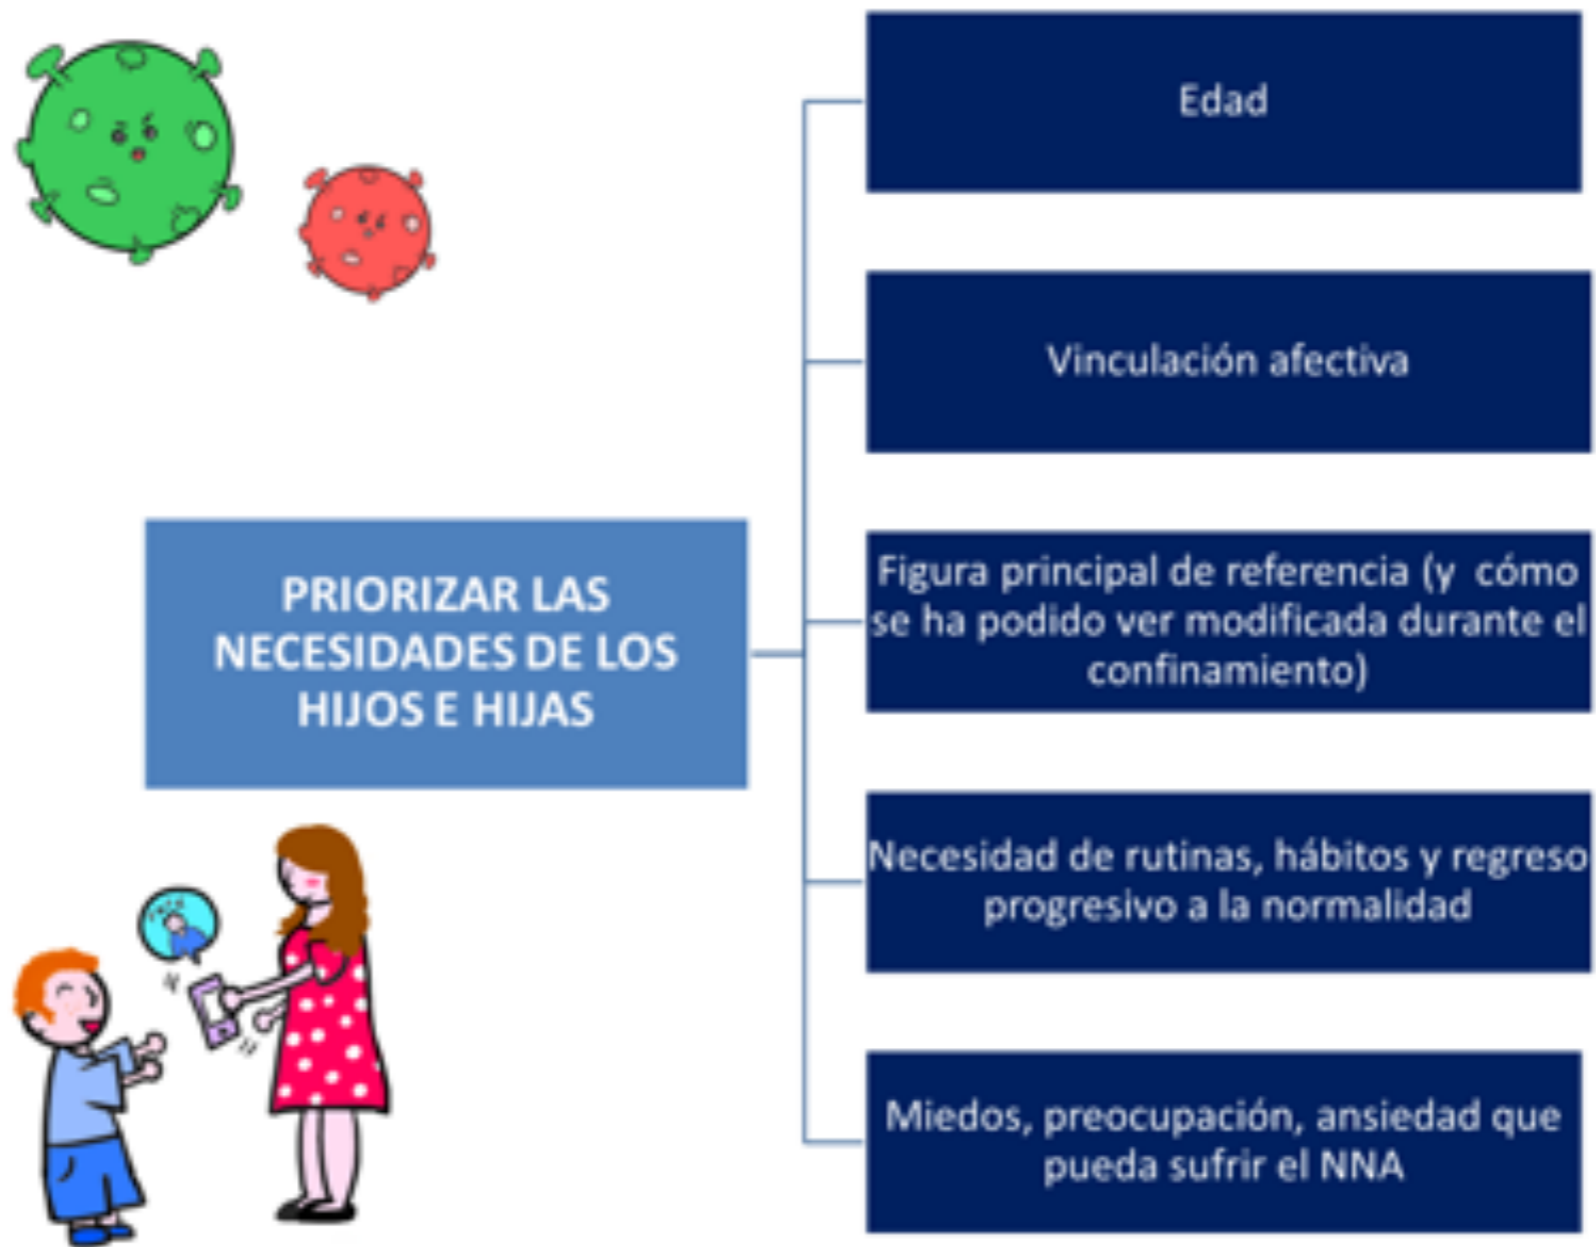 Edad
Vinculación afectiva
Figura principal de referencia (y cómo
se ha podido ver modificada durante el
confinamiento)
PRIORIZAR LAS
NECESIDADES DE LOS
HIJOS E HIJAS
Necesidad de rutinas, hábitos y regreso
progresivo a la normalidad
Miedos, preocupación, ansiedad que
pueda sufrir el NNA